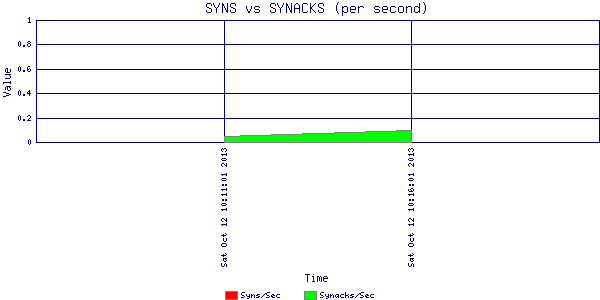 SYNS vs SYNACKS (per second)
1
0.8
0.6
0.4
0.2
0
Value
Sat Oct 12 10:11:01 2013
Sat Oct 12 10:16:01 2013
Time
Syns/Sec
Synacks/Sec